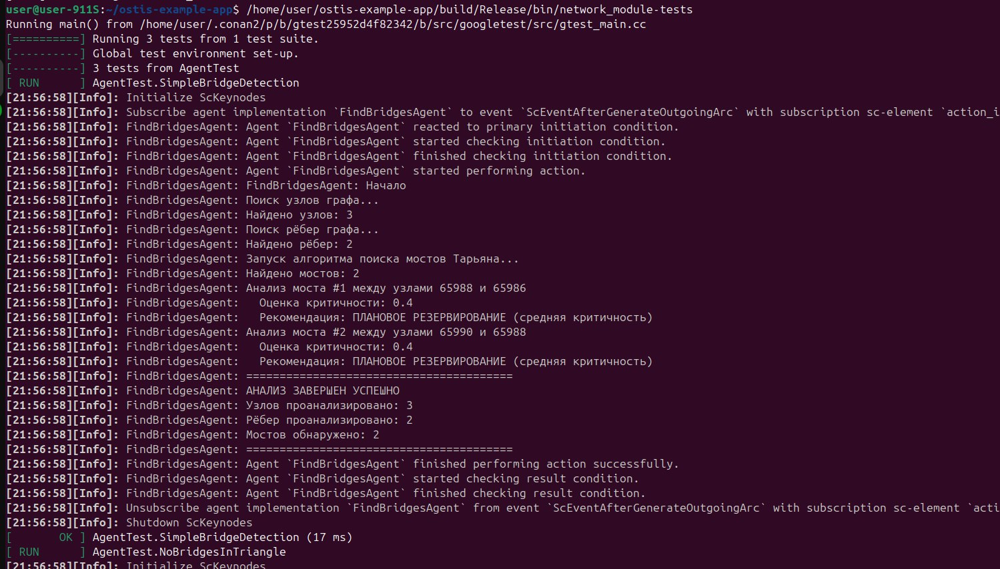 user@user-911S:~/ostis-example-app$ /home/user/ostis-example-app/build/Release/bin/network_module-tests
Running main() from /home/user/.conan2/p/b/gtest25952d4f82342/b/src/googletest/src/gtest_main.cc
[==========] Running 3 tests from 1 test suite.
[----------] Global test environment set-up.
[----------] 3 tests from AgentTest
[ RUN      ] AgentTest.SimpleBridgeDetection
[21:56:58][Info]: Initialize ScKeynodes
[21:56:58][Info]: Subscribe agent implementation `FindBridgesAgent` to event `ScEventAfterGenerateOutgoingArc` with subscription sc-element `action_i
[21:56:58][Info]: FindBridgesAgent: Agent `FindBridgesAgent` reacted to primary initiation condition.
[21:56:58][Info]: FindBridgesAgent: Agent `FindBridgesAgent` started checking initiation condition.
[21:56:58][Info]: FindBridgesAgent: Agent `FindBridgesAgent` finished checking initiation condition.
[21:56:58][Info]: FindBridgesAgent: Agent `FindBridgesAgent` started performing action.
[21:56:58][Info]: FindBridgesAgent: FindBridgesAgent: Начало
[21:56:58][Info]: FindBridgesAgent: Поиск узлов графа...
[21:56:58][Info]: FindBridgesAgent: Найдено узлов: 3
[21:56:58][Info]: FindBridgesAgent: Поиск рёбер графа...
[21:56:58][Info]: FindBridgesAgent: Найдено рёбер: 2
[21:56:58][Info]: FindBridgesAgent: Запуск алгоритма поиска мостов Тарьяна...
[21:56:58][Info]: FindBridgesAgent: Найдено мостов: 2
[21:56:58][Info]: FindBridgesAgent: Анализ моста #1 между узлами 65988 и 65986
[21:56:58][Info]: FindBridgesAgent:   Оценка критичности: 0.4
[21:56:58][Info]: FindBridgesAgent:   Рекомендация: ПЛАНОВОЕ РЕЗЕРВИРОВАНИЕ (средняя критичность)
[21:56:58][Info]: FindBridgesAgent: Анализ моста #2 между узлами 65990 и 65988
[21:56:58][Info]: FindBridgesAgent:   Оценка критичности: 0.4
[21:56:58][Info]: FindBridgesAgent:   Рекомендация: ПЛАНОВОЕ РЕЗЕРВИРОВАНИЕ (средняя критичность)
[21:56:58][Info]: FindBridgesAgent: ========================================
[21:56:58][Info]: FindBridgesAgent: АНАЛИЗ ЗАВЕРШЕН УСПЕШНО
[21:56:58][Info]: FindBridgesAgent: Узлов проанализировано: 3
[21:56:58][Info]: FindBridgesAgent: Рёбер проанализировано: 2
[21:56:58][Info]: FindBridgesAgent: Мостов обнаружено: 2
[21:56:58][Info]: FindBridgesAgent: ========================================
[21:56:58][Info]: FindBridgesAgent: Agent `FindBridgesAgent` finished performing action successfully.
[21:56:58][Info]: FindBridgesAgent: Agent `FindBridgesAgent` started checking result condition.
[21:56:58][Info]: FindBridgesAgent: Agent `FindBridgesAgent` finished checking result condition.
[21:56:58][Info]: Unsubscribe agent implementation `FindBridgesAgent` from event `ScEventAfterGenerateOutgoingArc` with subscription sc-element `acti
[21:56:58][Info]: Shutdown ScKeynodes
[       OK ] AgentTest.SimpleBridgeDetection (17 ms)
[ RUN      ] AgentTest.NoBridgesInTriangle
[21:56:58][Info]: Initialize ScKeynodes